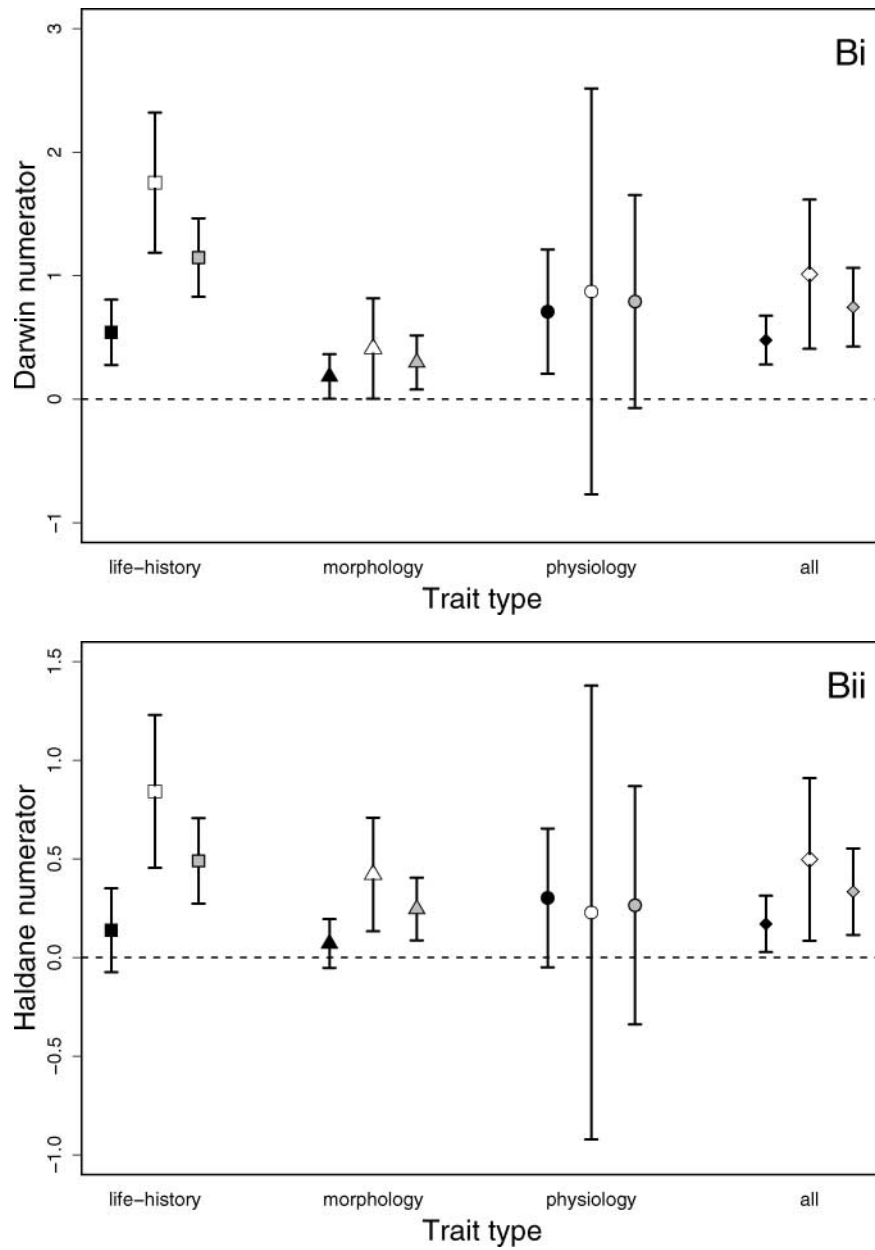 Bi
Darwin numerator
3
2
1
0
−1
life−history morphology physiology all
Trait type
Bii
Haldane numerator
1.5
1.0
0.5
0.0
−0.5
−1.0
life−history morphology physiology all
Trait type